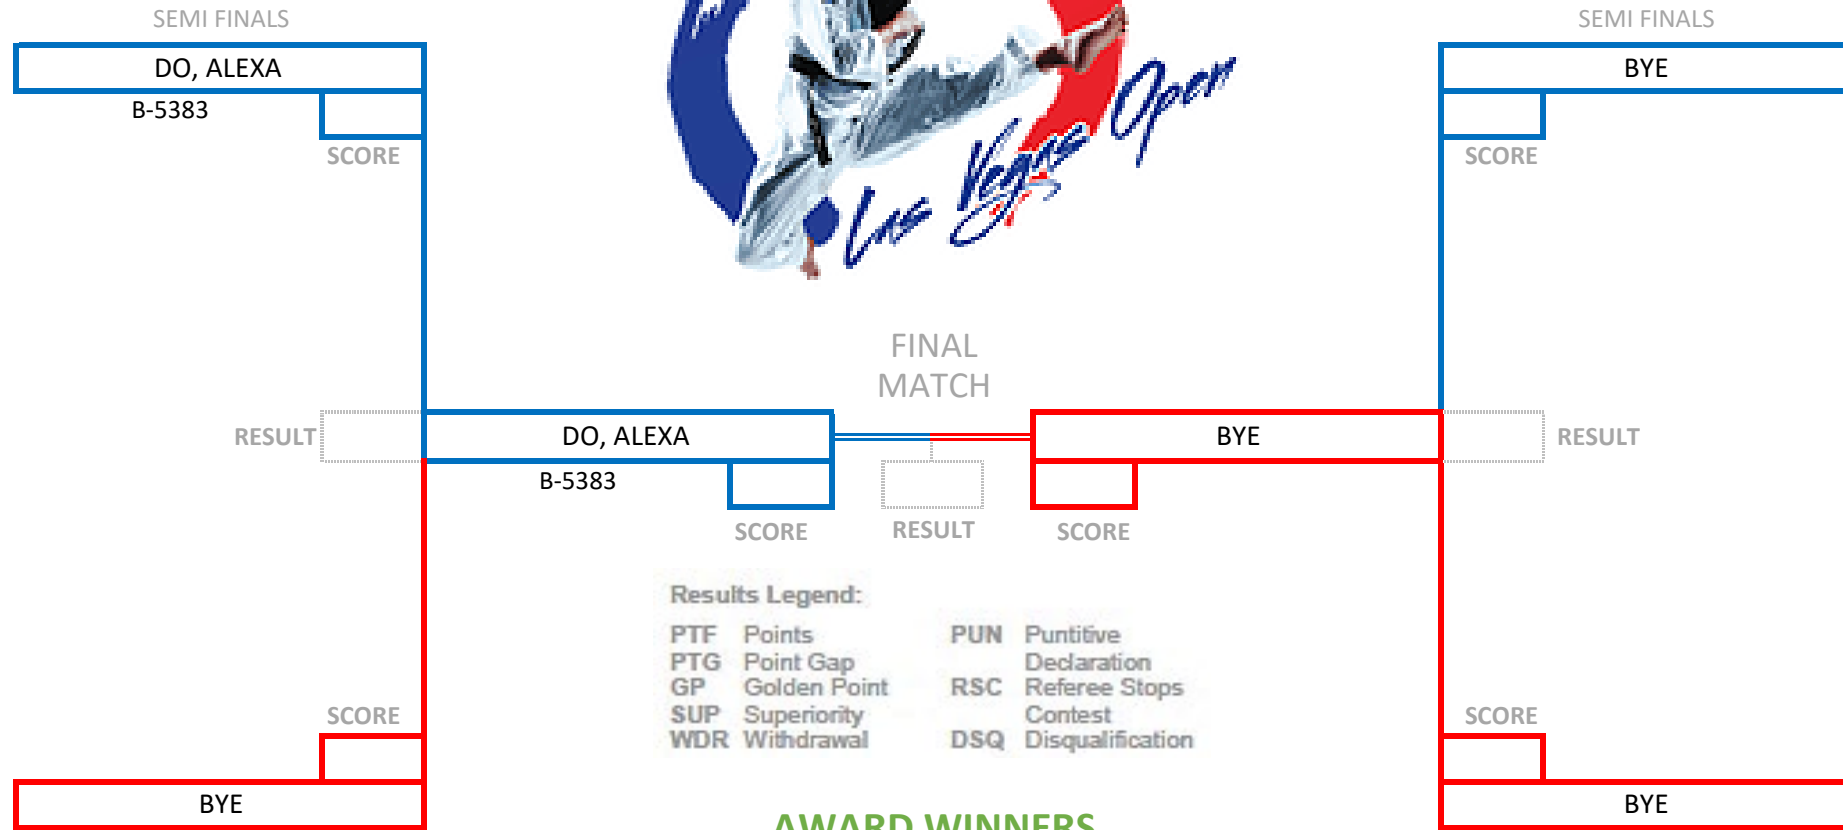 SEMI FINALS
SEMI FINALS
DO, ALEXA
BYE
B-5383
SCORE
SCORE
Las Vegas Open
FINAL
MATCH
RESULT
DO, ALEXA
BYE
RESULT
B-5383
SCORE
RESULT
SCORE
Results Legend:
PTF Points
PTG Point Gap
GP Golden Point
SUP Superiority
WDR Withdrawal
PUN Puntitive
Declaration
RSC Referee Stops
Contest
DSQ Disqualification
SCORE
SCORE
BYE
BYE
AWARD WINNERS